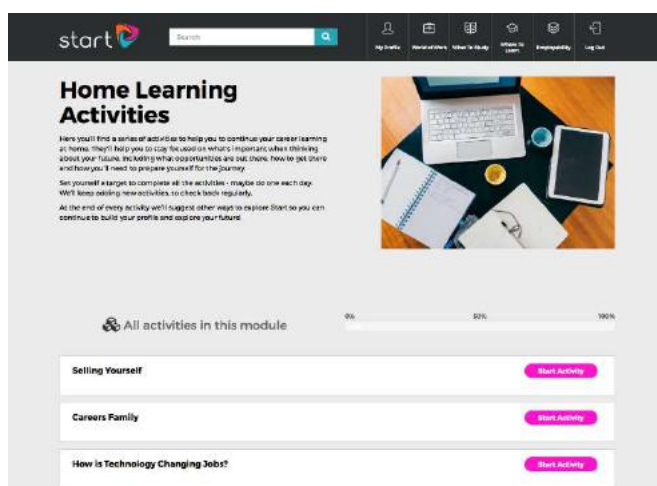 start
Search
My Profile
World of Work
What To Study
Where To Learn
Employability
Log Out
Home Learning
Activities
Here you'll find a series of activities to help you to continue your career learning
at home. They'll help you to stay focused on what's important when thinking
about your future, including what opportunities are out there, how to get there
and how you'll need to prepare yourself for the journey.
Set yourself a target to complete all the activities - maybe do one each day.
We'll keep adding new activities, so check back regularly.
At the end of every activity we'll suggest other ways to explore Start so you can
continue to build your profile and explore your future!
All activities in this module
0%
50%
100%
Selling Yourself
Start Activity
Careers Family
Start Activity
How is Technology Changing Jobs?
Start Activity